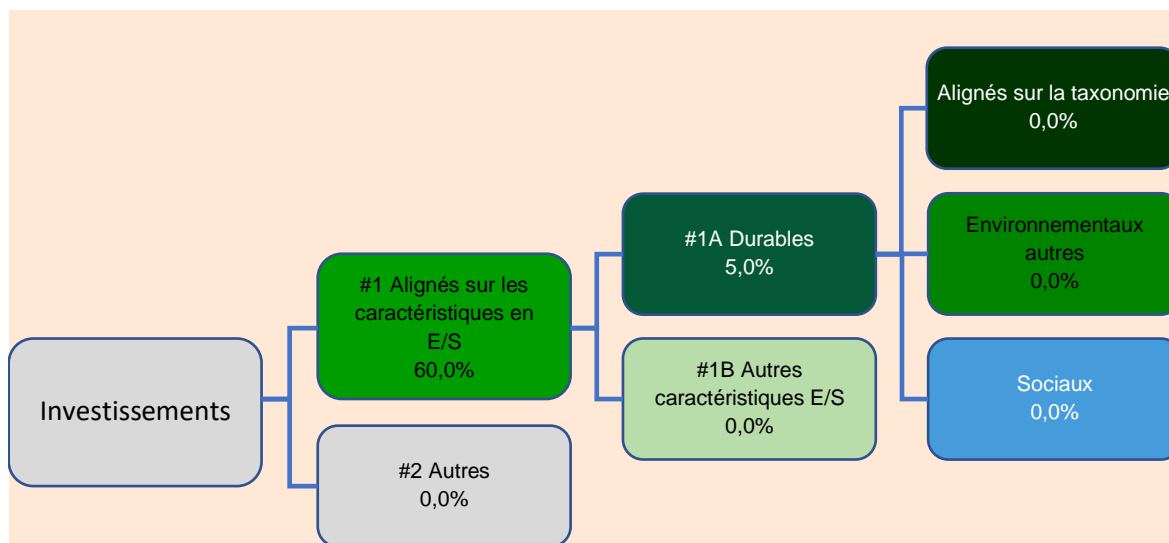 Investissements
#1 Alignés sur les
caractéristiques en
E/S
60,0%
#2 Autres
0,0%
#1A Durables
5,0%
#1B Autres
caractéristiques E/S
0,0%
Alignés sur la taxonomie
0,0%
Environnementaux
autres
0,0%
Sociaux
0,0%